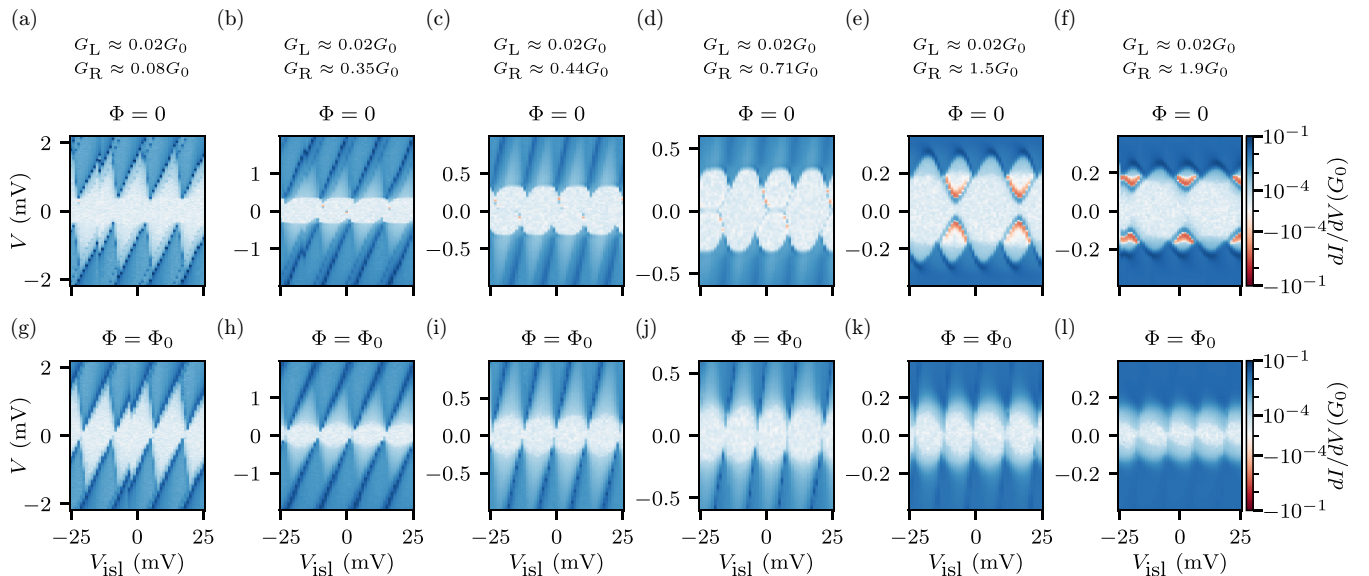 (a) (b) (c) (d) (e) (f)
G_L ≈ 0.02G_0 G_L ≈ 0.02G_0 G_L ≈ 0.02G_0 G_L ≈ 0.02G_0 G_L ≈ 0.02G_0 G_L ≈ 0.02G_0
G_R ≈ 0.08G_0 G_R ≈ 0.35G_0 G_R ≈ 0.44G_0 G_R ≈ 0.71G_0 G_R ≈ 1.5G_0 G_R ≈ 1.9G_0
Φ = 0 Φ = 0 Φ = 0 Φ = 0 Φ = 0 Φ = 0
V (mV)
2 0 −2
1 0 −1
0.5 0.0 −0.5
0.5 0.0 −0.5
0.2 0.0 −0.2
0.2 0.0 −0.2
10^−1 10^−4 −10^−4 −10^−1
dI/dV (G_0)
0 25 0 25 0 25
(g) (h) (i) (j) (k) (l)
Φ = Φ_0 Φ = Φ_0 Φ = Φ_0 Φ = Φ_0 Φ = Φ_0 Φ = Φ_0
V (mV)
2 0 −2
1 0 −1
0.5 0.0 −0.5
0.5 0.0 −0.5
0.2 0.0 −0.2
0.2 0.0 −0.2
10^−1 10^−4 −10^−4 −10^−1
dI/dV (G_0)
−25 0 25 −25 0 25 −25 0 25 −25 0 25 −25 0 25 −25 0 25
V_isl (mV) V_isl (mV) V_isl (mV) V_isl (mV) V_isl (mV) V_isl (mV)